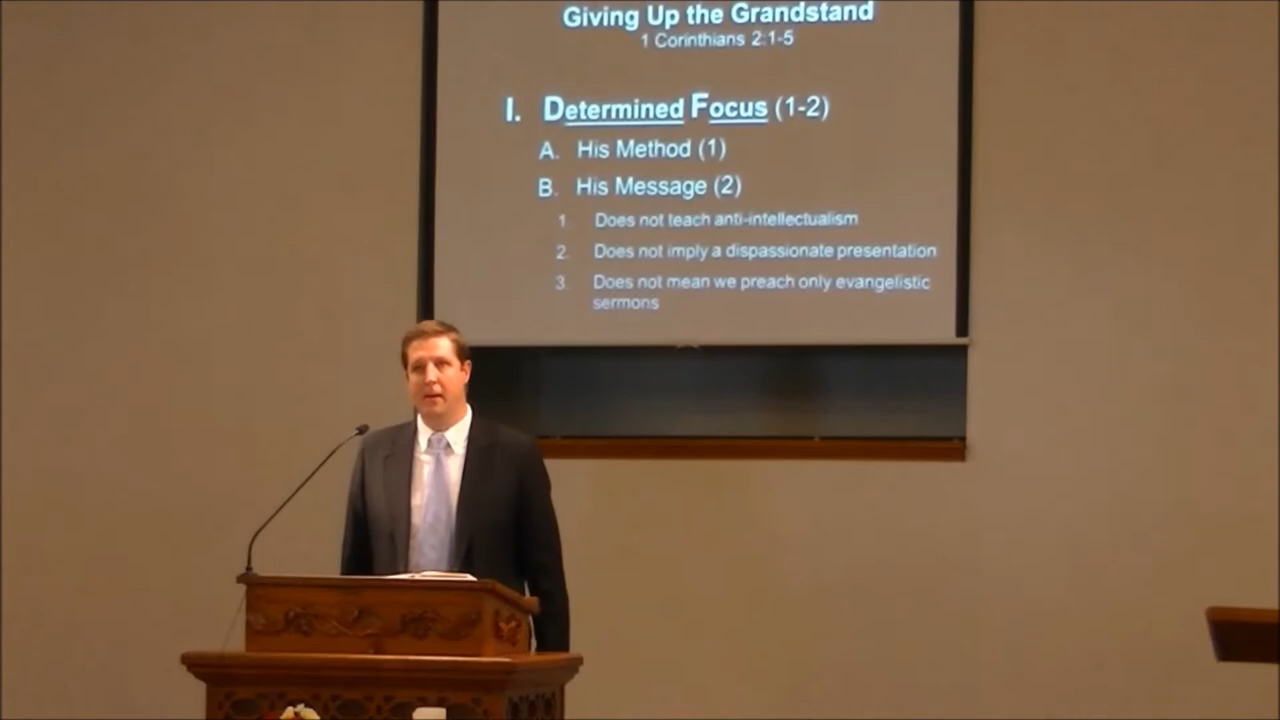 Giving Up the Grandstand
1 Corinthians 2:1-5
I. Determined Focus (1-2)
A. His Method (1)
B. His Message (2)
1. Does not teach anti-intellectualism
2. Does not imply a dispassionate presentation
3. Does not mean we preach only evangelistic
sermons